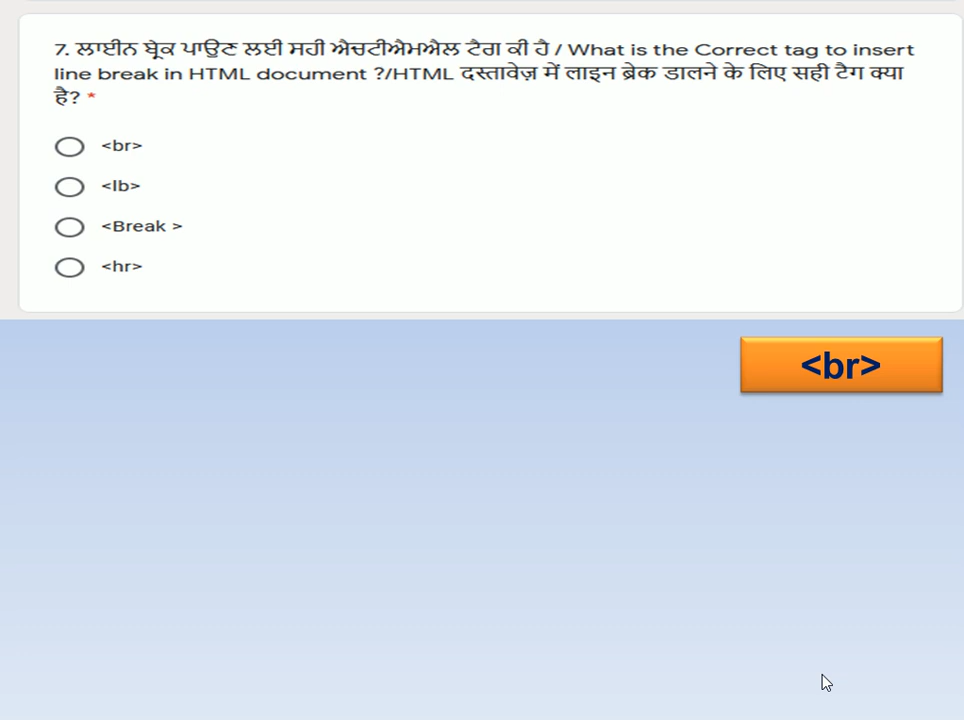 7. ਲਾਈਨ ਬ੍ਰੇਕ ਪਾਉਣ ਲਈ ਸਹੀ ਐਚਟੀਐਮਐਲ ਟੈਗ ਕੀ ਹੈ / What is the Correct tag to insert
line break in HTML document ?/HTML दस्तावेज़ में लाइन ब्रेक डालने के लिए सही टैग क्या
है? *
<br>
<lb>
<Break >
<hr>
<br>